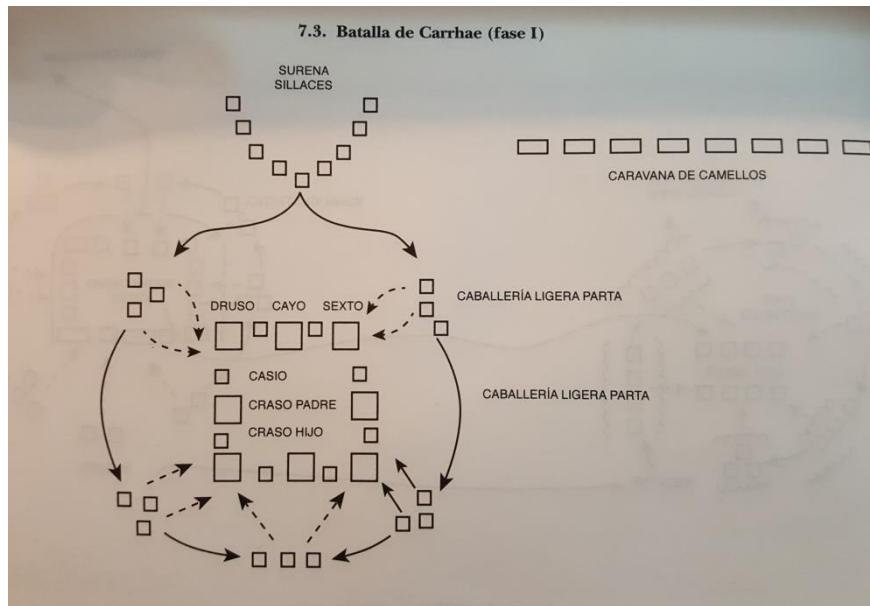 7.3. Batalla de Carrhae (fase I)
SURENA
SILLACES
CARAVANA DE CAMELLOS
CABALLERÍA LIGERA PARTA
DRUSO CAYO SEXTO
CASIO
CRASO PADRE
CABALLERÍA LIGERA PARTA
CRASO HIJO